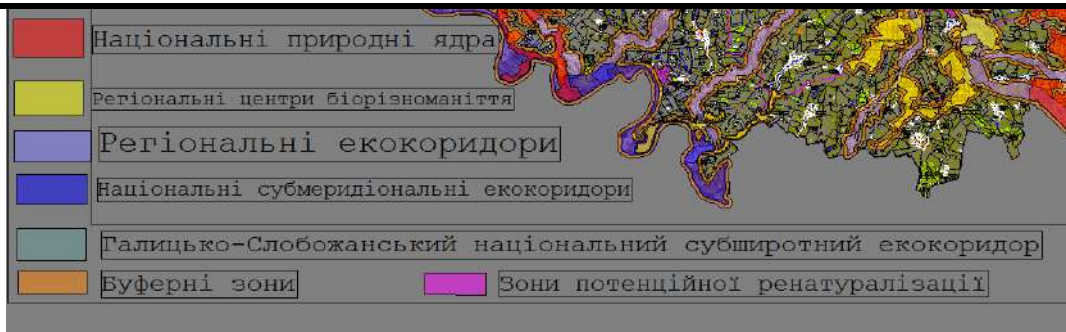 Національні природні ядра
Регіональні центри біорізноманіття
Регіональні екокоридори
Національні субмеридіональні екокоридори
Галицько-Слобожанський національний субширотний екокоридор
Буферні зони
Зони потенційної ренатуралізації